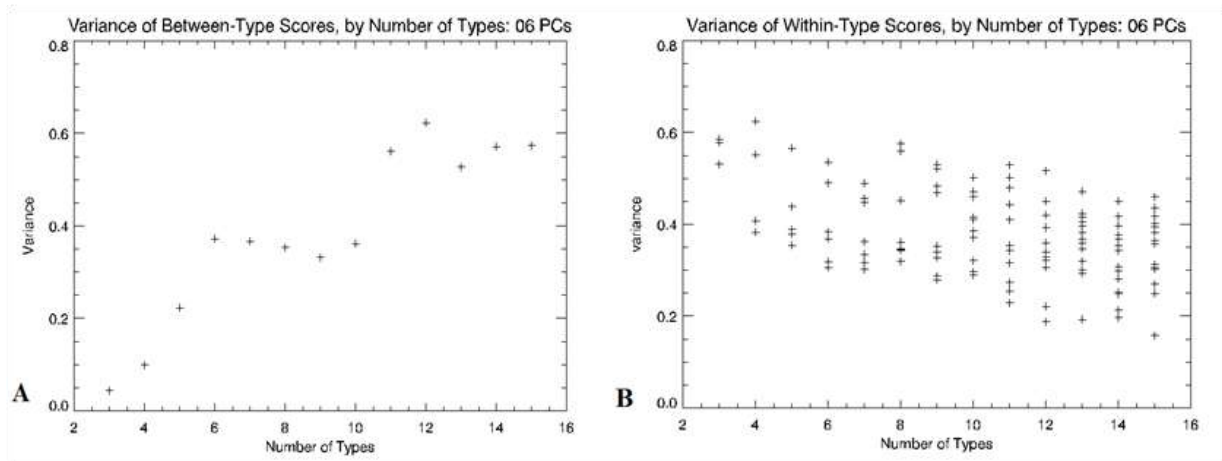 Variance of Between-Type Scores, by Number of Types: 06 PCs
0.8
0.6
0.4
0.2
0.0
Variance
2 4 6 8 10 12 14 16
Number of Types
A
Variance of Within-Type Scores, by Number of Types: 06 PCs
0.8
0.6
0.4
0.2
0.0
variance
2 4 6 8 10 12 14 16
Number of Types
B